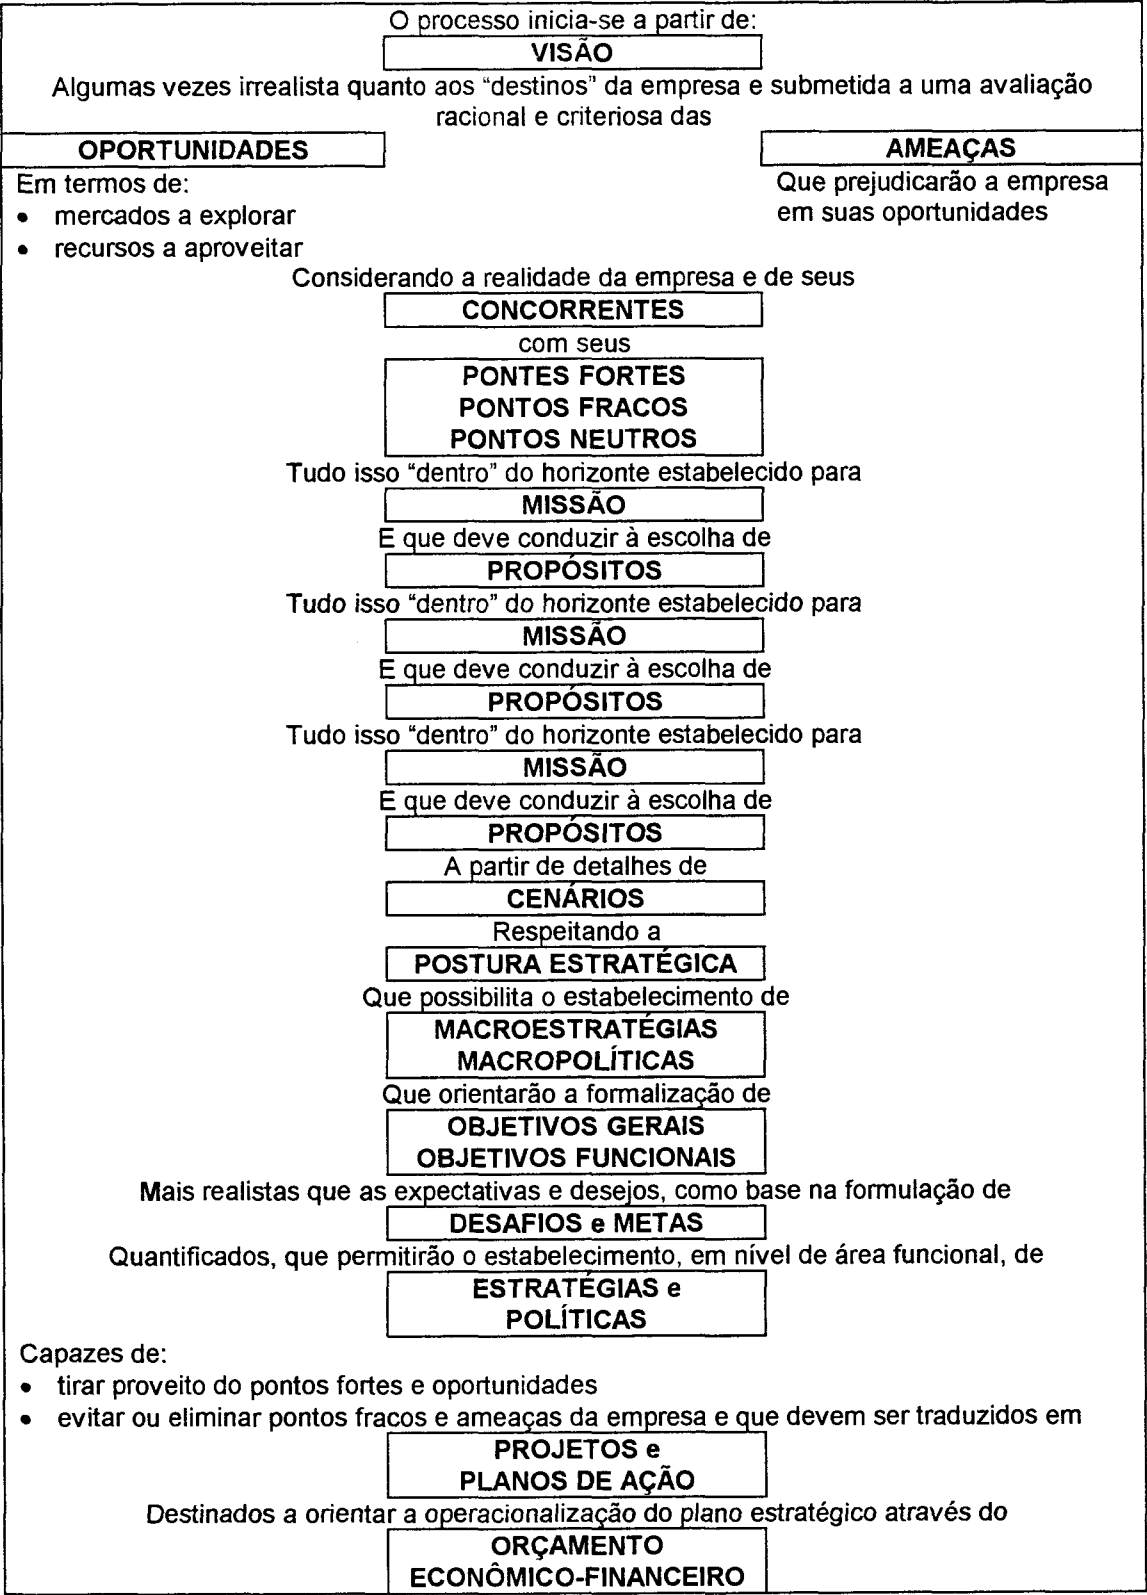 O processo inicia-se a partir de:
VISÃO
Algumas vezes irrealista quanto aos “destinos” da empresa e submetida a uma avaliação
racional e criteriosa das
OPORTUNIDADES
AMEAÇAS
Em termos de:
• mercados a explorar
• recursos a aproveitar
Que prejudicarão a empresa
em suas oportunidades
Considerando a realidade da empresa e de seus
CONCORRENTES
com seus
PONTES FORTES
PONTOS FRACOS
PONTOS NEUTROS
Tudo isso “dentro” do horizonte estabelecido para
MISSÃO
E que deve conduzir à escolha de
PROPÓSITOS
Tudo isso “dentro” do horizonte estabelecido para
MISSÃO
E que deve conduzir à escolha de
PROPÓSITOS
Tudo isso “dentro” do horizonte estabelecido para
MISSÃO
E que deve conduzir à escolha de
PROPÓSITOS
A partir de detalhes de
CENÁRIOS
Respeitando a
POSTURA ESTRATÉGICA
Que possibilita o estabelecimento de
MACROESTRATÉGIAS
MACROPOLÍTICAS
Que orientarão a formalização de
OBJETIVOS GERAIS
OBJETIVOS FUNCIONAIS
Mais realistas que as expectativas e desejos, como base na formulação de
DESAFIOS e METAS
Quantificados, que permitirão o estabelecimento, em nível de área funcional, de
ESTRATÉGIAS e
POLÍTICAS
Capazes de:
• tirar proveito do pontos fortes e oportunidades
• evitar ou eliminar pontos fracos e ameaças da empresa e que devem ser traduzidos em
PROJETOS e
PLANOS DE AÇÃO
Destinados a orientar a operacionalização do plano estratégico através do
ORÇAMENTO
ECONÔMICO-FINANCEIRO